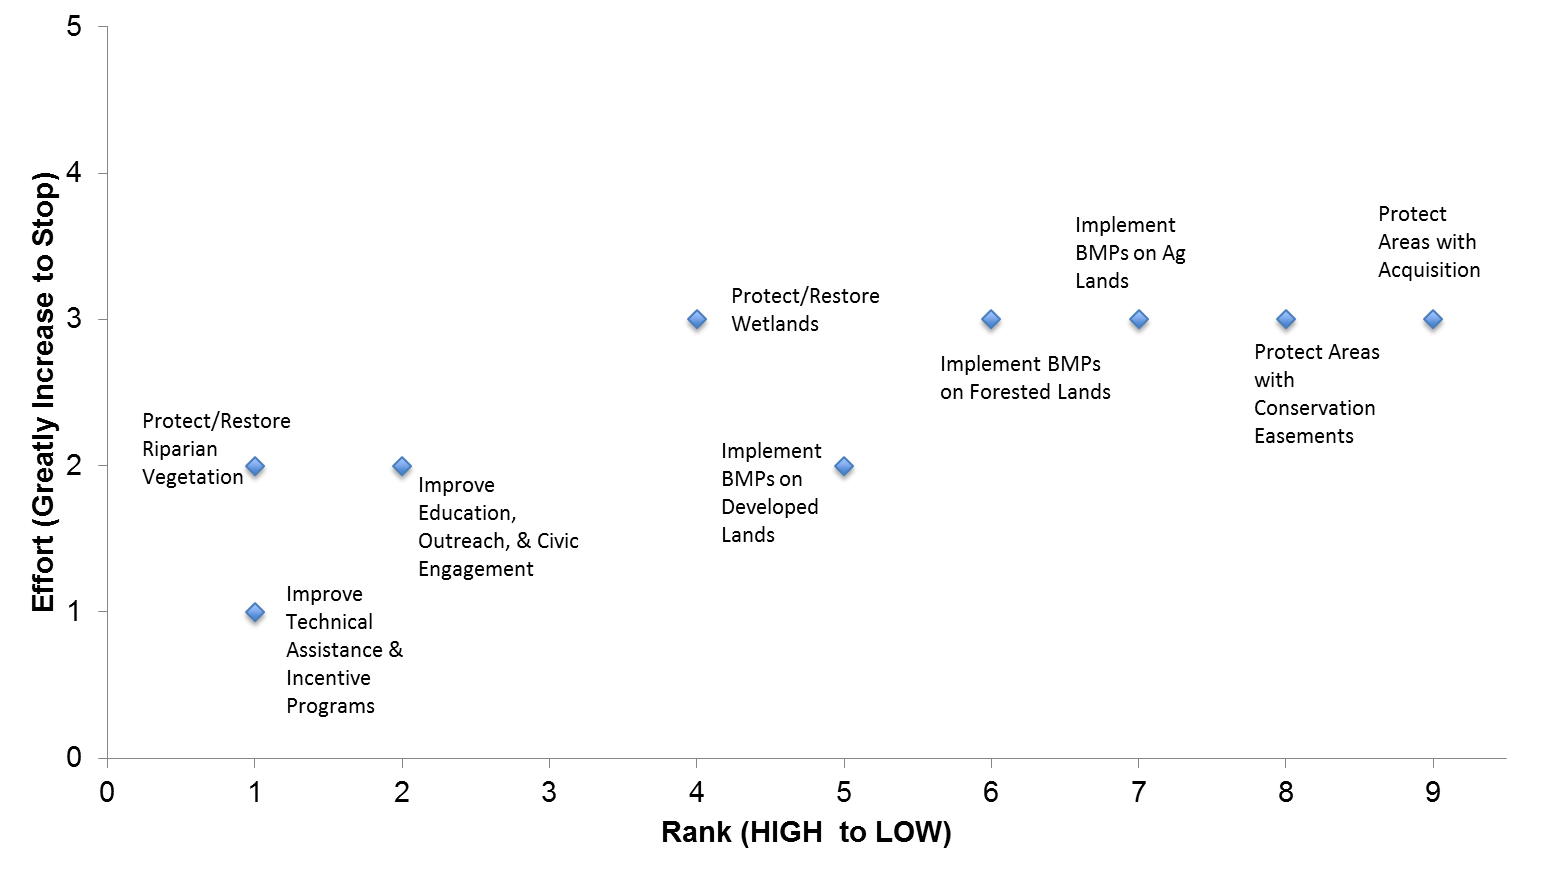 5
4
3
2
1
0
Effort (Greatly Increase to Stop)
Protect/Restore
Riparian
Vegetation
Improve
Technical
Assistance &
Incentive
Programs
Improve
Education,
Outreach, & Civic
Engagement
Protect/Restore
Wetlands
Implement
BMPs on
Developed
Lands
Implement BMPs
on Forested Lands
Implement
BMPs on Ag
Lands
Protect Areas
with
Conservation
Easements
Protect
Areas with
Acquisition
0 1 2 3 4 5 6 7 8 9
Rank (HIGH  to LOW)